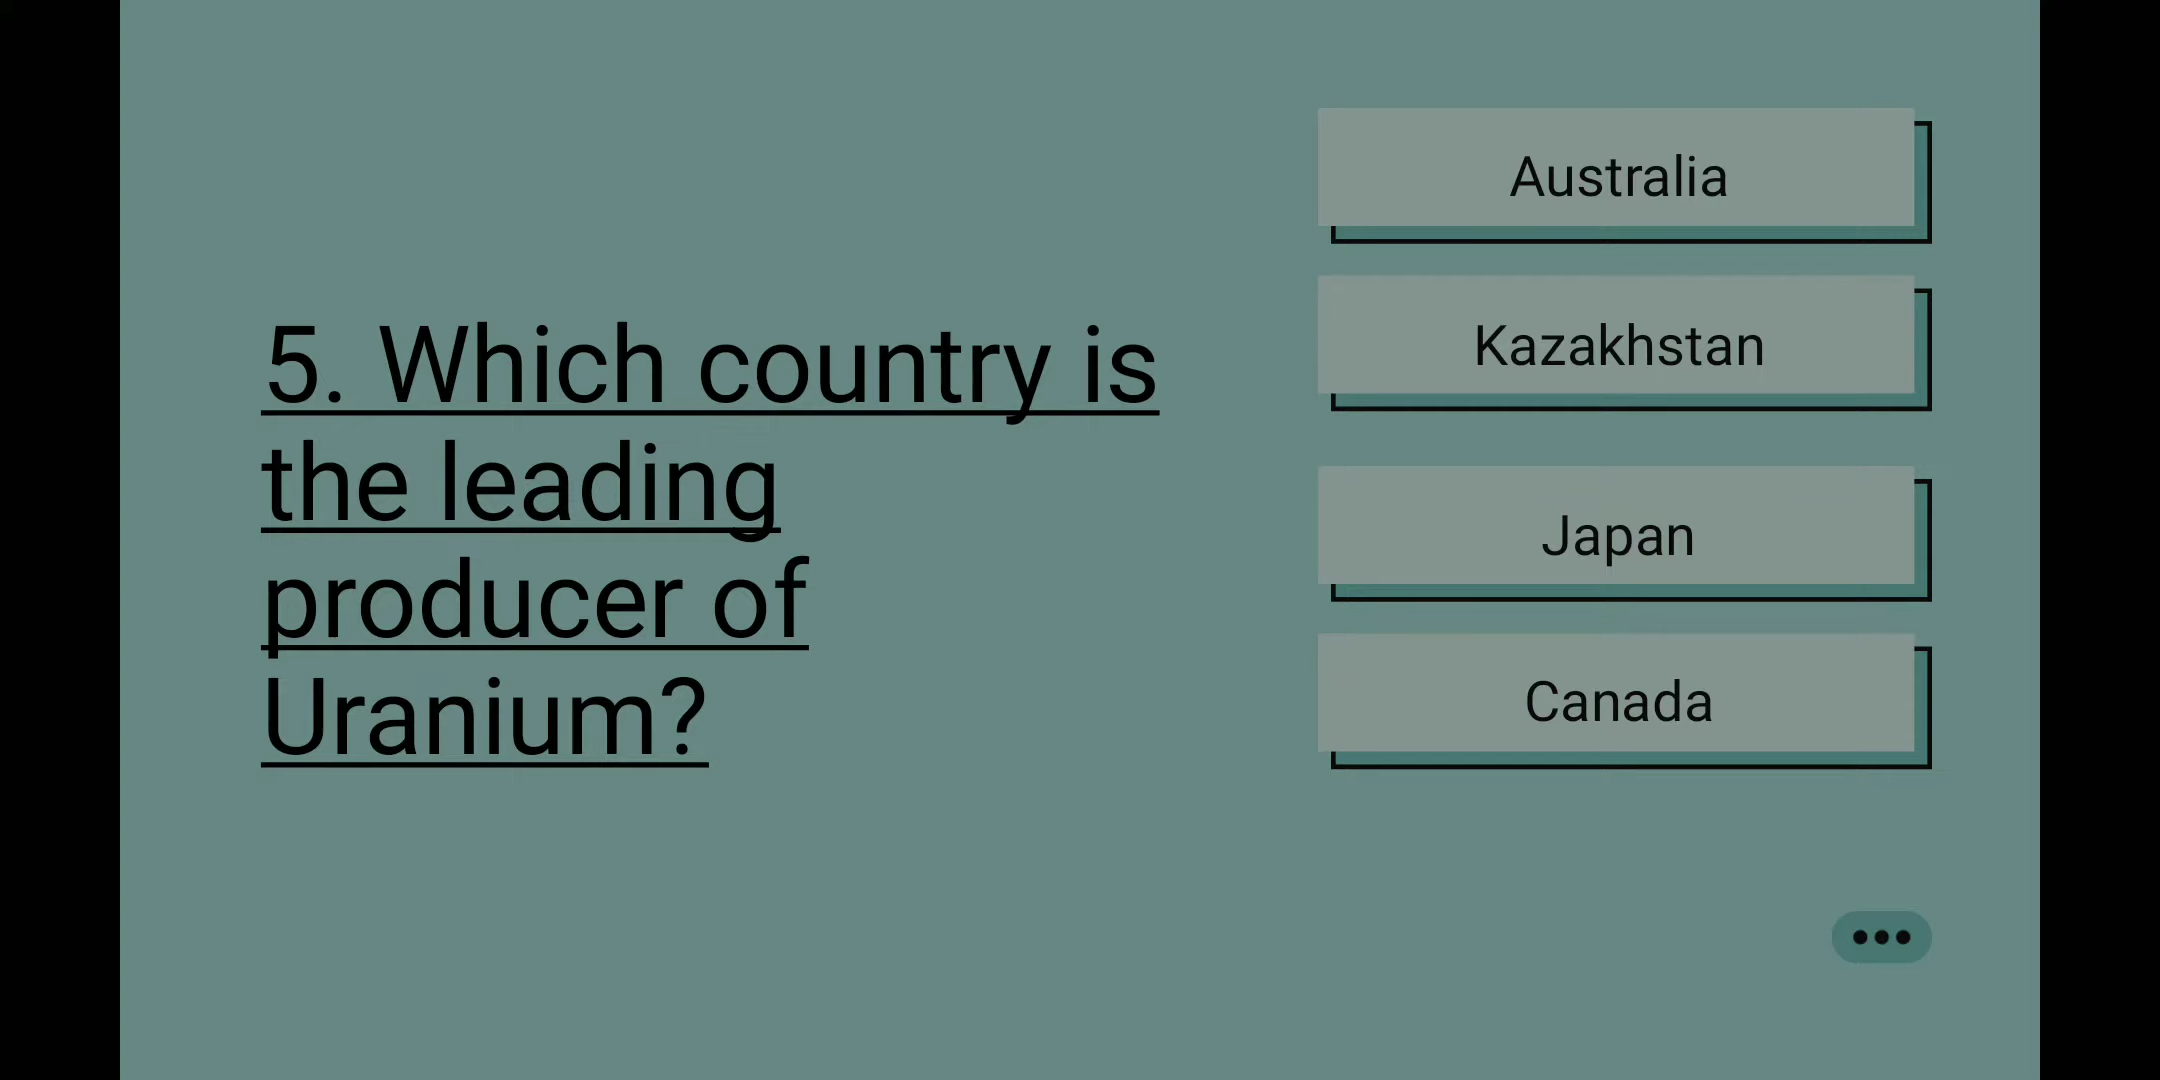 5. Which country is
the leading
producer of
Uranium?
Australia
Kazakhstan
Japan
Canada